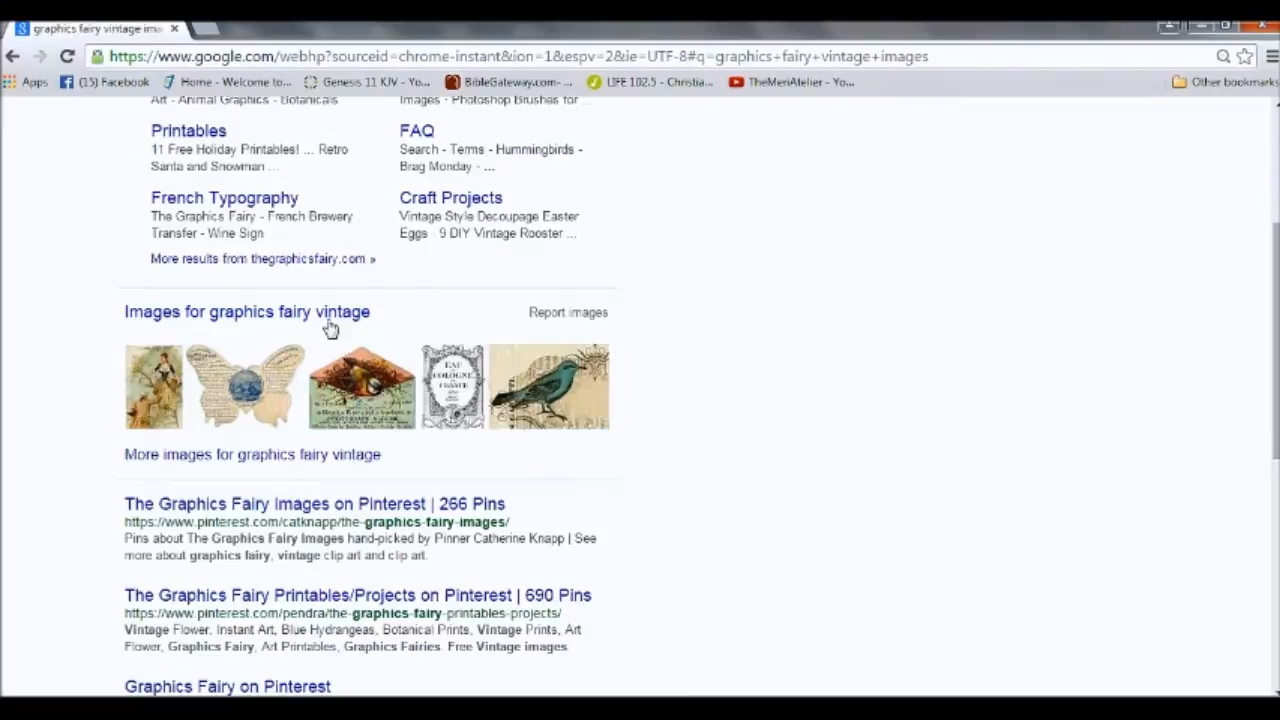 graphics fairy vintage ima
https://www.google.com/webhp?sourceid=chrome-instant&ion=1&espv=2&ie=UTF-8#q=graphics+fairy+vintage+images
Apps (15) Facebook Home - Welcome to... Genesis 11 KJV - Yo... BibleGateway.com-... LIFE 102.5 - Christia... TheMeriAtelier - Yo... Other bookmarks
Art - Animal Graphics - Botanicals
Images · Photoshop Brushes for ...
Printables
11 Free Holiday Printables! ... Retro
Santa and Snowman ...
FAQ
Search - Terms - Hummingbirds -
Brag Monday - ...
French Typography
The Graphics Fairy - French Brewery
Transfer - Wine Sign
Craft Projects
Vintage Style Decoupage Easter
Eggs · 9 DIY Vintage Rooster ...
More results from thegraphicsfairy.com »
Images for graphics fairy vintage
Report images
EAU
COLOGNE
FRANCE
More images for graphics fairy vintage
The Graphics Fairy Images on Pinterest | 266 Pins
https://www.pinterest.com/catknapp/the-graphics-fairy-images/
Pins about The Graphics Fairy Images hand-picked by Pinner Catherine Knapp | See
more about graphics fairy, vintage clip art and clip art.
The Graphics Fairy Printables/Projects on Pinterest | 690 Pins
https://www.pinterest.com/pendra/the-graphics-fairy-printables-projects/
Vintage Flower, Instant Art, Blue Hydrangeas, Botanical Prints, Vintage Prints, Art
Flower, Graphics Fairy, Art Printables, Graphics Fairies. Free Vintage images.
Graphics Fairy on Pinterest